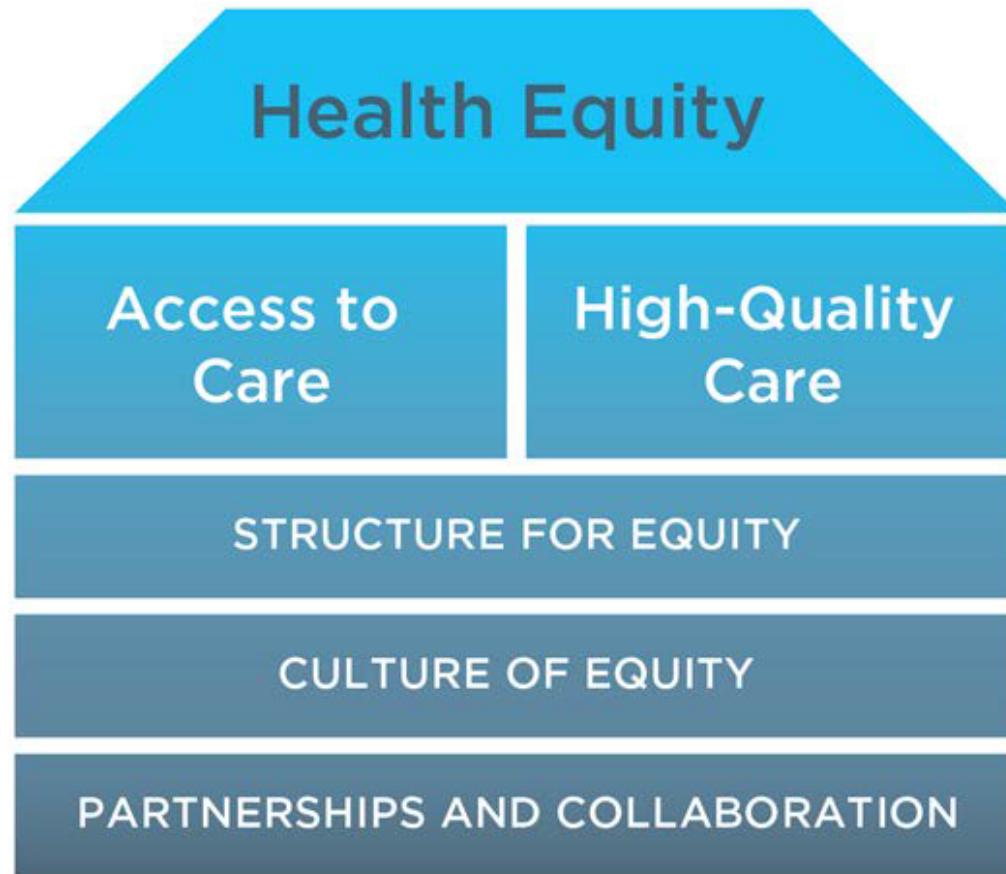 Health Equity
Access to
Care
High-Quality
Care
STRUCTURE FOR EQUITY
CULTURE OF EQUITY
PARTNERSHIPS AND COLLABORATION